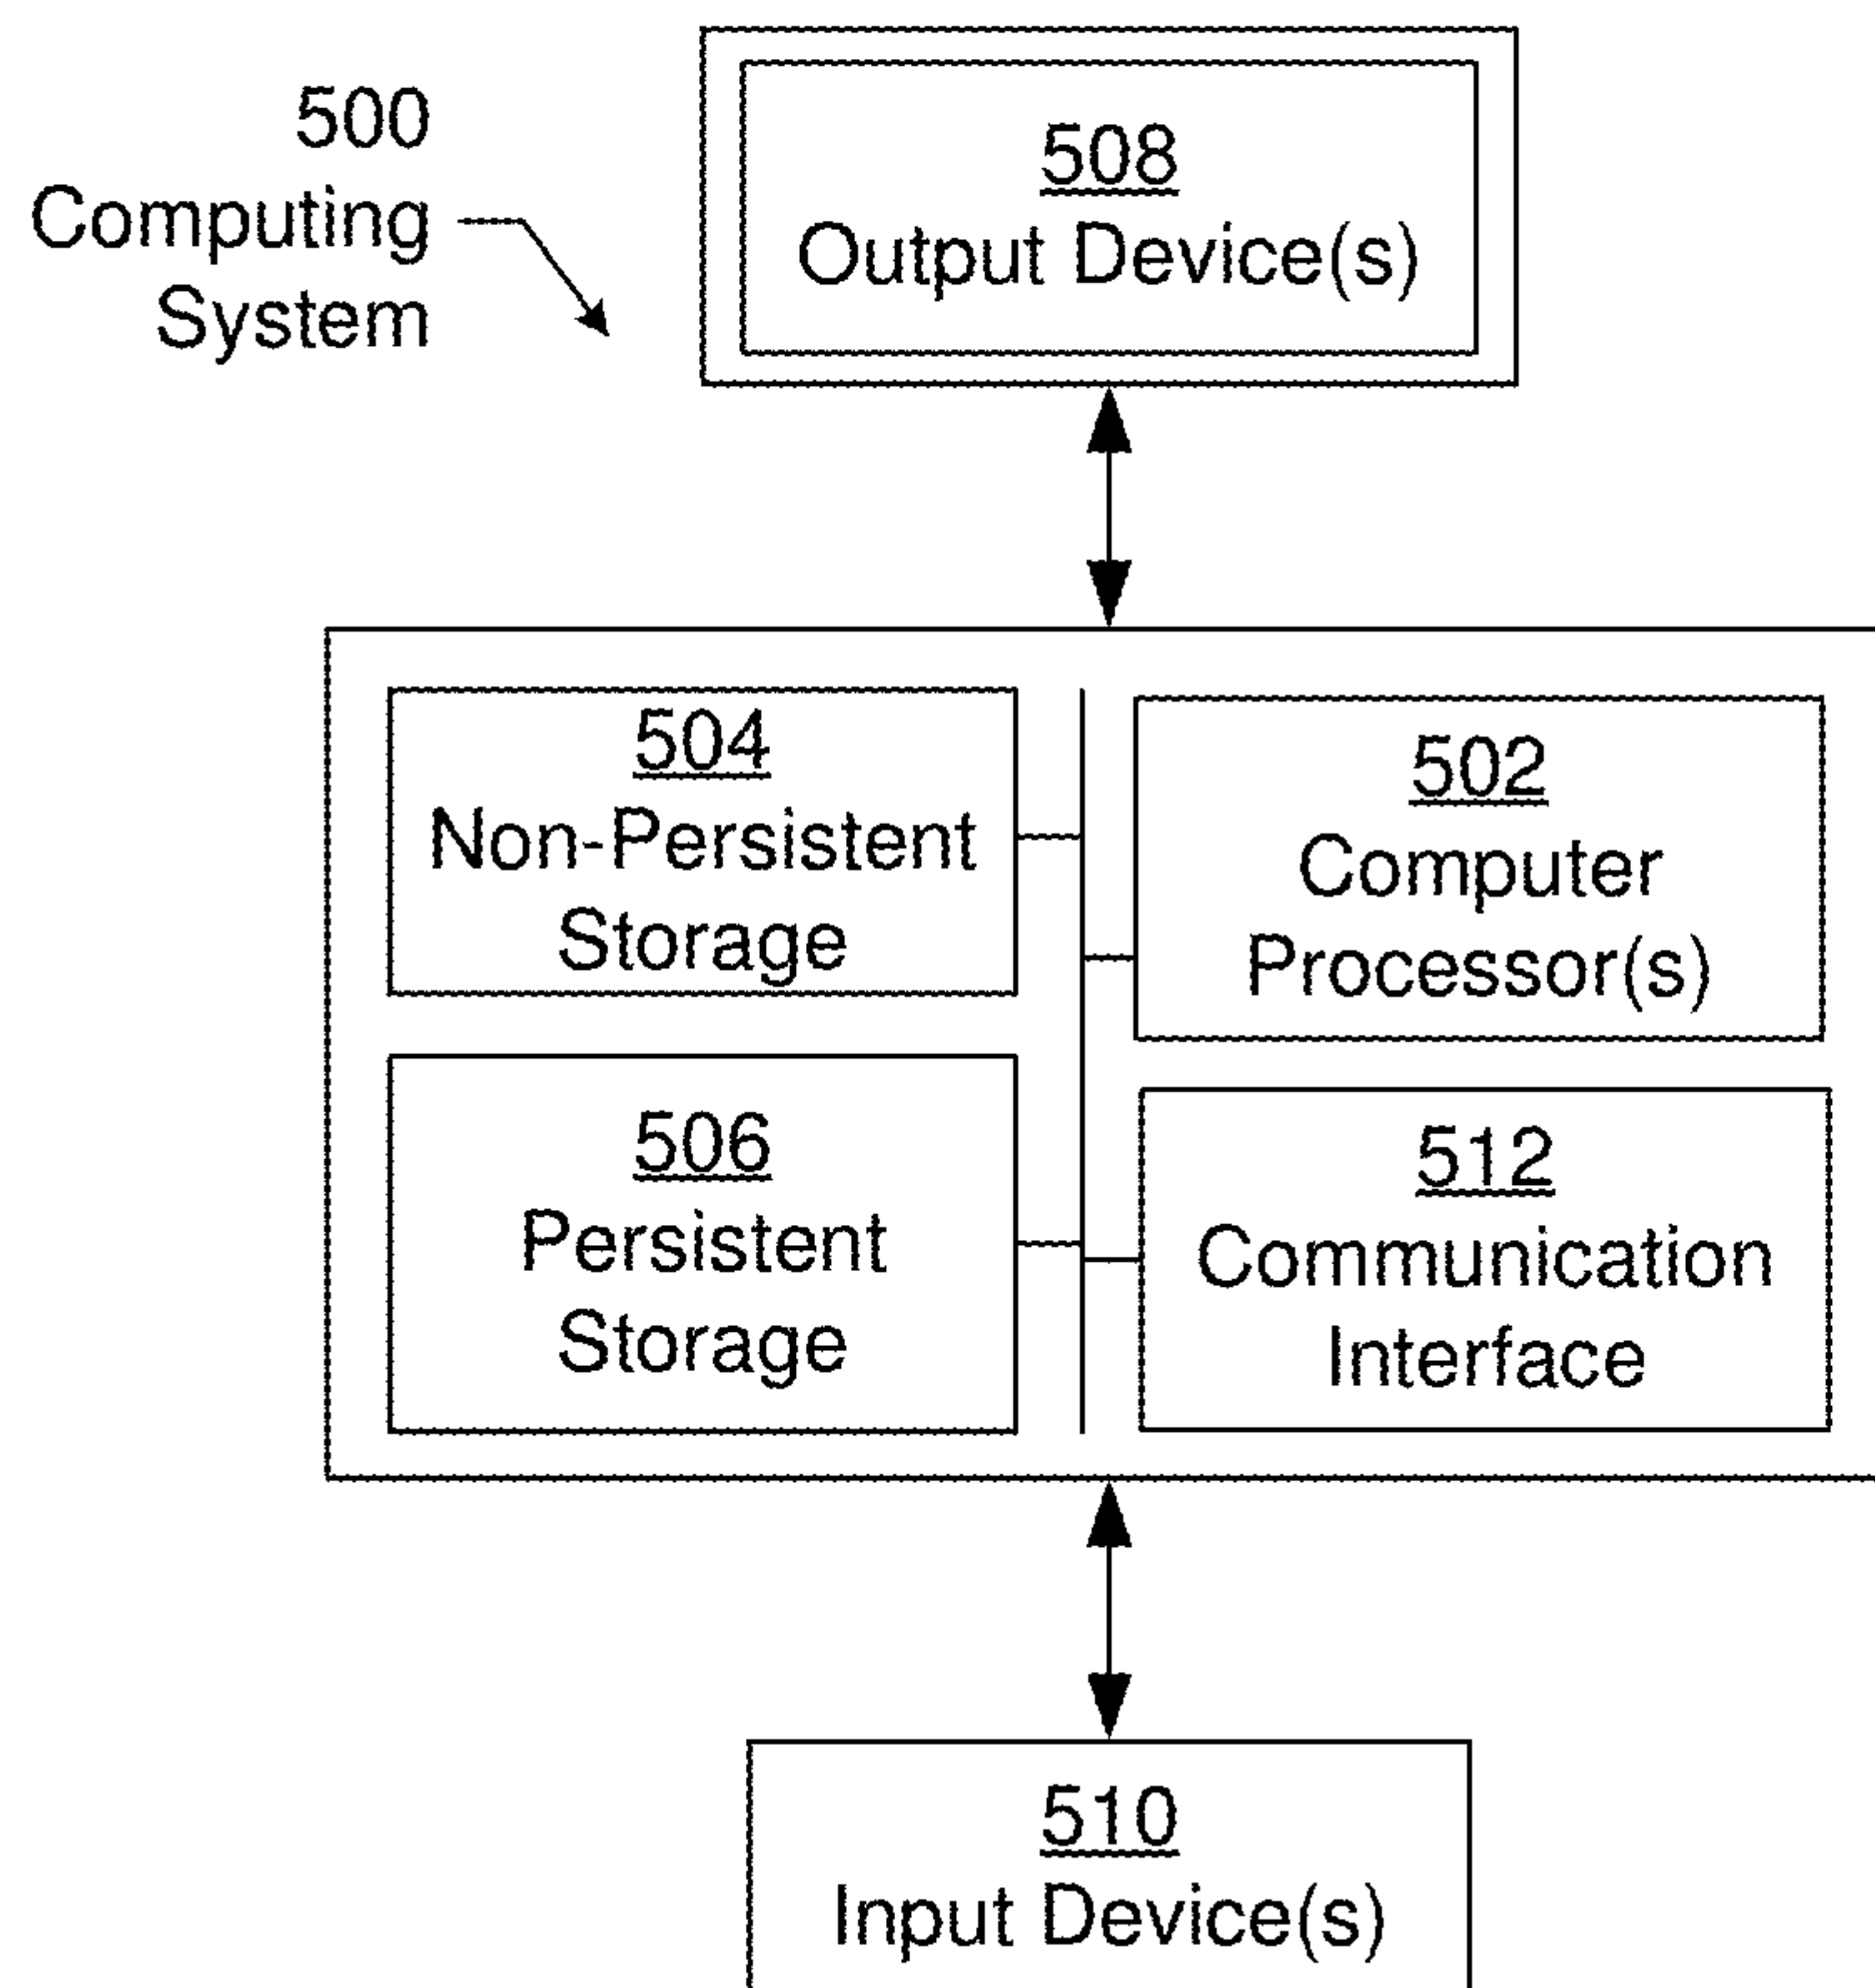 500
Computing
System
508
Output Device(s)
504
Non-Persistent
Storage
502
Computer
Processor(s)
506
Persistent
Storage
512
Communication
Interface
510
Input Device(s)